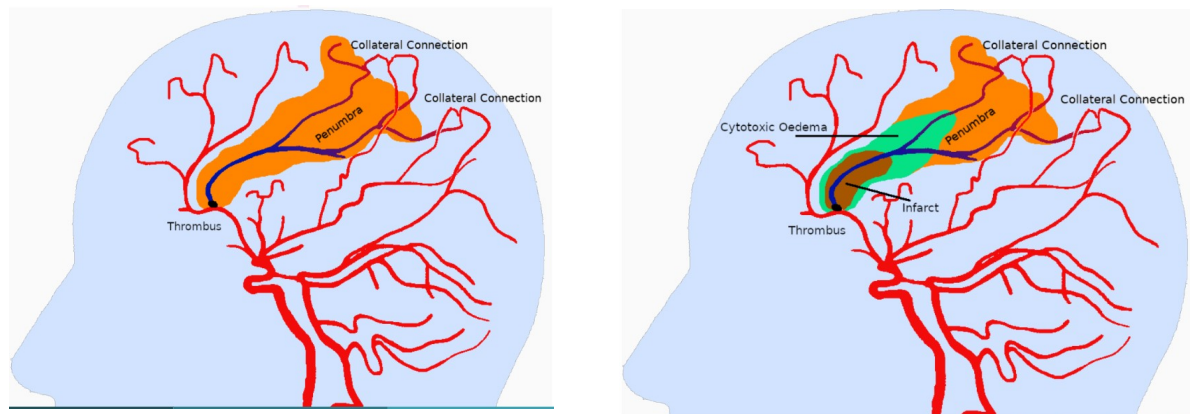 Collateral Connection
Collateral Connection
Penumbra
Thrombus
Collateral Connection
Collateral Connection
Cytotoxic Oedema
Penumbra
Infarct
Thrombus